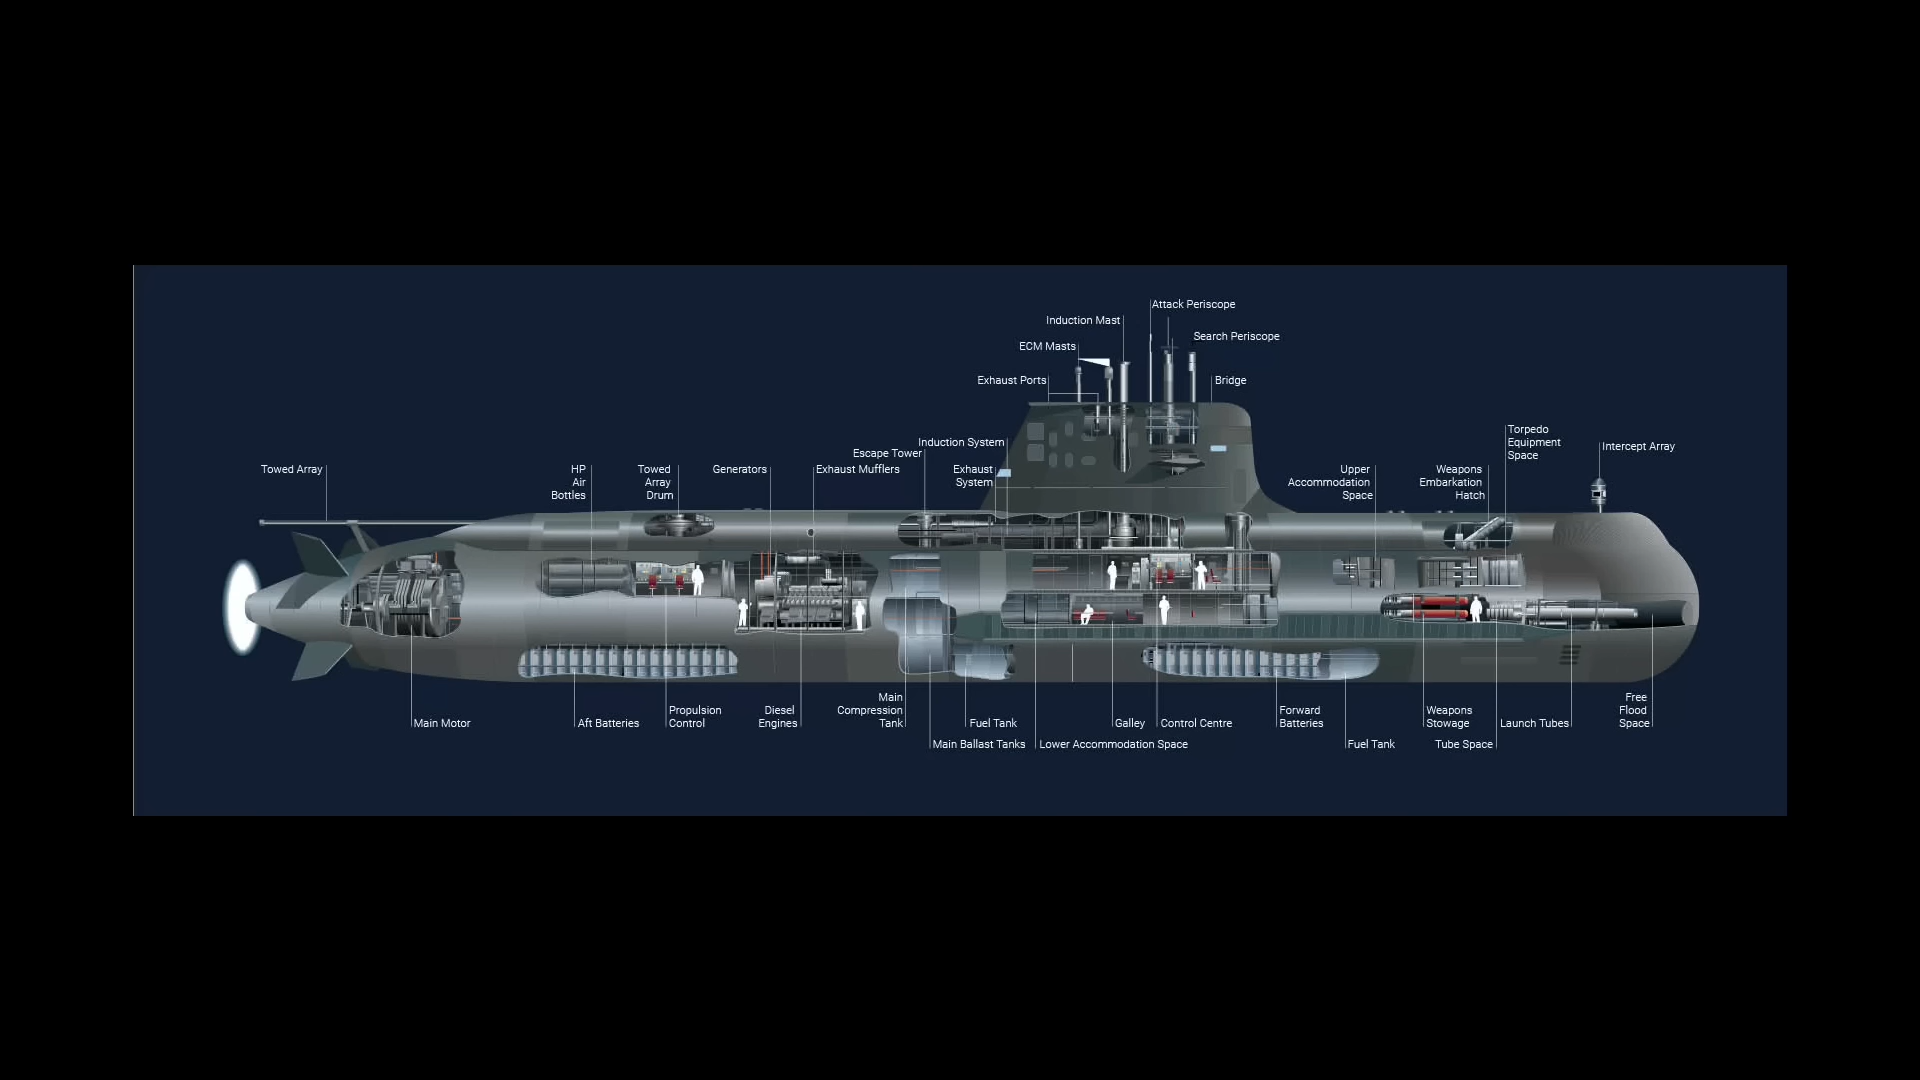 Attack Periscope
Induction Mast
Search Periscope
ECM Masts
Exhaust Ports
Bridge
Torpedo
Equipment
Space
Induction System
Intercept Array
Escape Tower
Towed Array
HP
Air
Bottles
Towed
Array
Drum
Generators
Exhaust Mufflers
Exhaust
System
Upper
Accommodation
Space
Weapons
Embarkation
Hatch
Main Motor
Aft Batteries
Propulsion
Control
Diesel
Engines
Main
Compression
Tank
Fuel Tank
Galley
Control Centre
Forward
Batteries
Weapons
Stowage
Launch Tubes
Free
Flood
Space
Main Ballast Tanks
Lower Accommodation Space
Fuel Tank
Tube Space